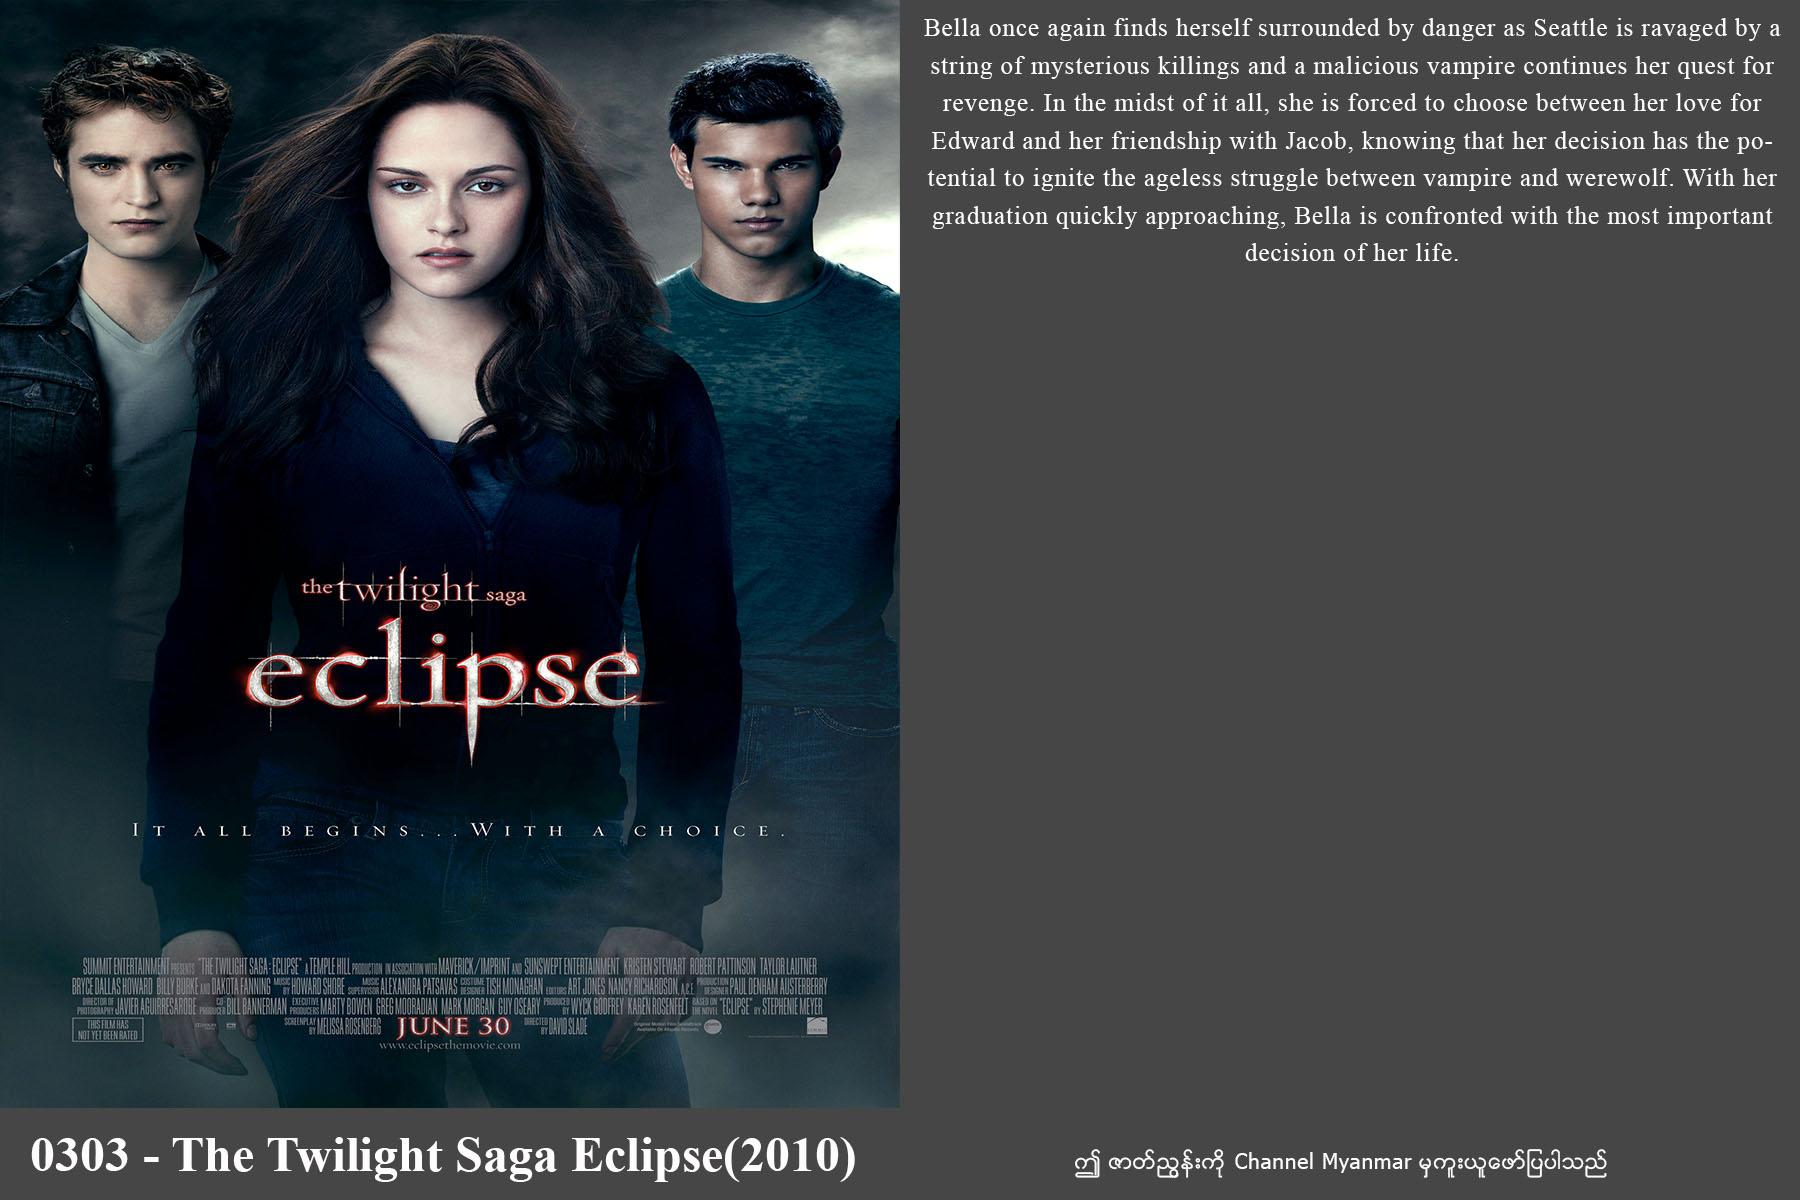 the twilight saga
eclipse
IT ALL BEGINS...WITH A CHOICE.
SUMMIT ENTERTAINMENT PRESENTS "THE TWILIGHT SAGA: ECLIPSE" A TEMPLE HILL PRODUCTION IN ASSOCIATION WITH MAVERICK/IMPRINT AND SUNSWEPT ENTERTAINMENT KRISTEN STEWART ROBERT PATTINSON TAYLOR LAUTNER
BRYCE DALLAS HOWARD BILLY BURKE AND DAKOTA FANNING MUSIC BY HOWARD SHORE MUSIC SUPERVISOR ALEXANDRA PATSAVAS COSTUME DESIGNER TISH MONAGHAN EDITORS ART JONES NANCY RICHARDSON, A.C.E. PRODUCTION DESIGNER PAUL DENHAM AUSTERBERRY
DIRECTOR OF PHOTOGRAPHY JAVIER AGUIRRESAROBE CO-PRODUCER BILL BANNERMAN EXECUTIVE PRODUCERS MARTY BOWEN GREG MOORADIAN MARK MORGAN GUY OSEARY PRODUCED BY WYCK GODFREY KAREN ROSENFELT BASED ON THE NOVEL "ECLIPSE" BY STEPHENIE MEYER
THIS FILM HAS
NOT YET BEEN RATED
SCREENPLAY BY MELISSA ROSENBERG JUNE 30 DIRECTED BY DAVID SLADE
Original Motion Picture Soundtrack
Available On Atlantic Records
SUMMIT
www.eclipsethemovie.com
0303 - The Twilight Saga Eclipse(2010)
Bella once again finds herself surrounded by danger as Seattle is ravaged by a
string of mysterious killings and a malicious vampire continues her quest for
revenge. In the midst of it all, she is forced to choose between her love for
Edward and her friendship with Jacob, knowing that her decision has the po-
tential to ignite the ageless struggle between vampire and werewolf. With her
graduation quickly approaching, Bella is confronted with the most important
decision of her life.
ဤ ဇာတ်ညွှန်းကို Channel Myanmar မှကူးယူဖော်ပြပါသည်